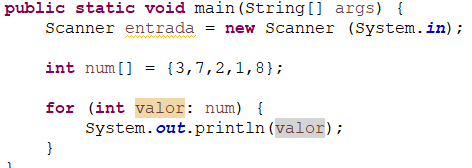 public static void main(String[] args) {
Scanner entrada = new Scanner (System.in);
int num[] = {3,7,2,1,8};
for (int valor: num) {
System.out.println(valor);
}
}